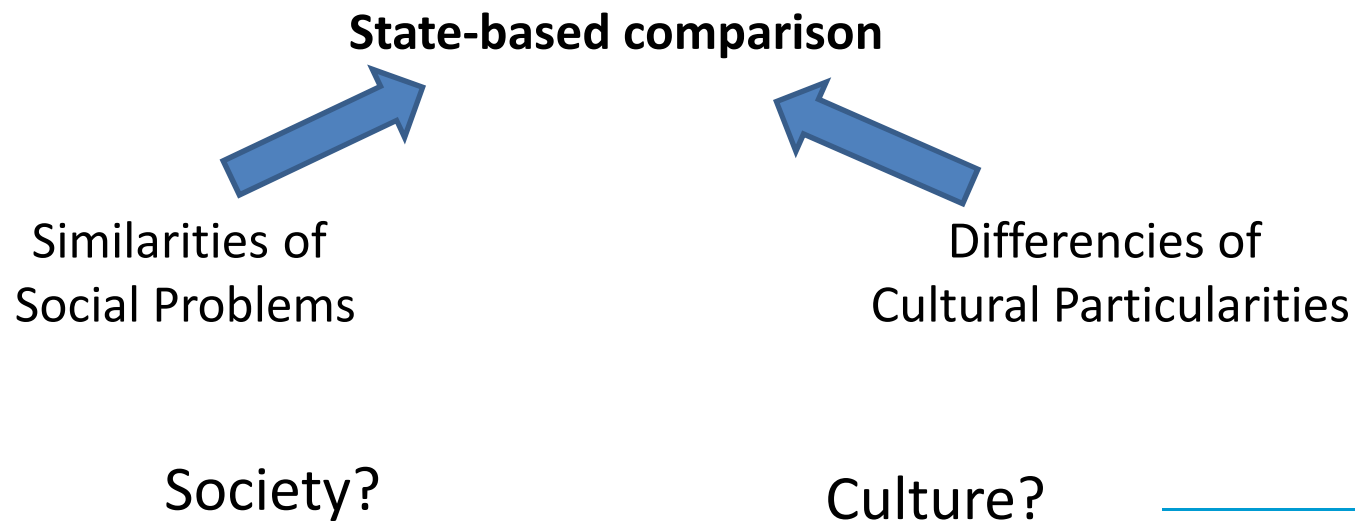 State-based comparison
Similarities of
Social Problems
Differencies of
Cultural Particularities
Society?
Culture?